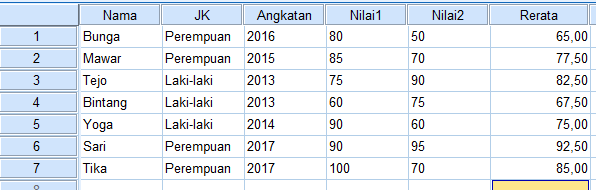 Nama JK Angkatan Nilai1 Nilai2 Rerata
1 Bunga Perempuan 2016 80 50 65,00
2 Mawar Perempuan 2015 85 70 77,50
3 Tejo Laki-laki 2013 75 90 82,50
4 Bintang Laki-laki 2013 60 75 67,50
5 Yoga Laki-laki 2014 90 60 75,00
6 Sari Perempuan 2017 90 95 92,50
7 Tika Perempuan 2017 100 70 85,00